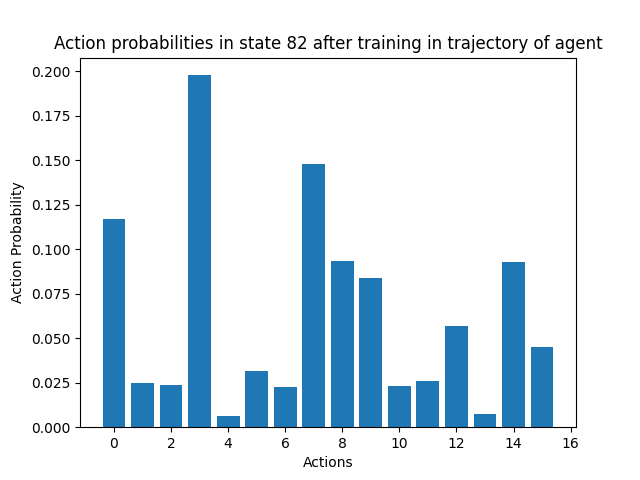 Action probabilities in state 82 after training in trajectory of agent
0.200
0.175
0.150
0.125
0.100
0.075
0.050
0.025
0.000
Action Probability
0 2 4 6 8 10 12 14 16
Actions